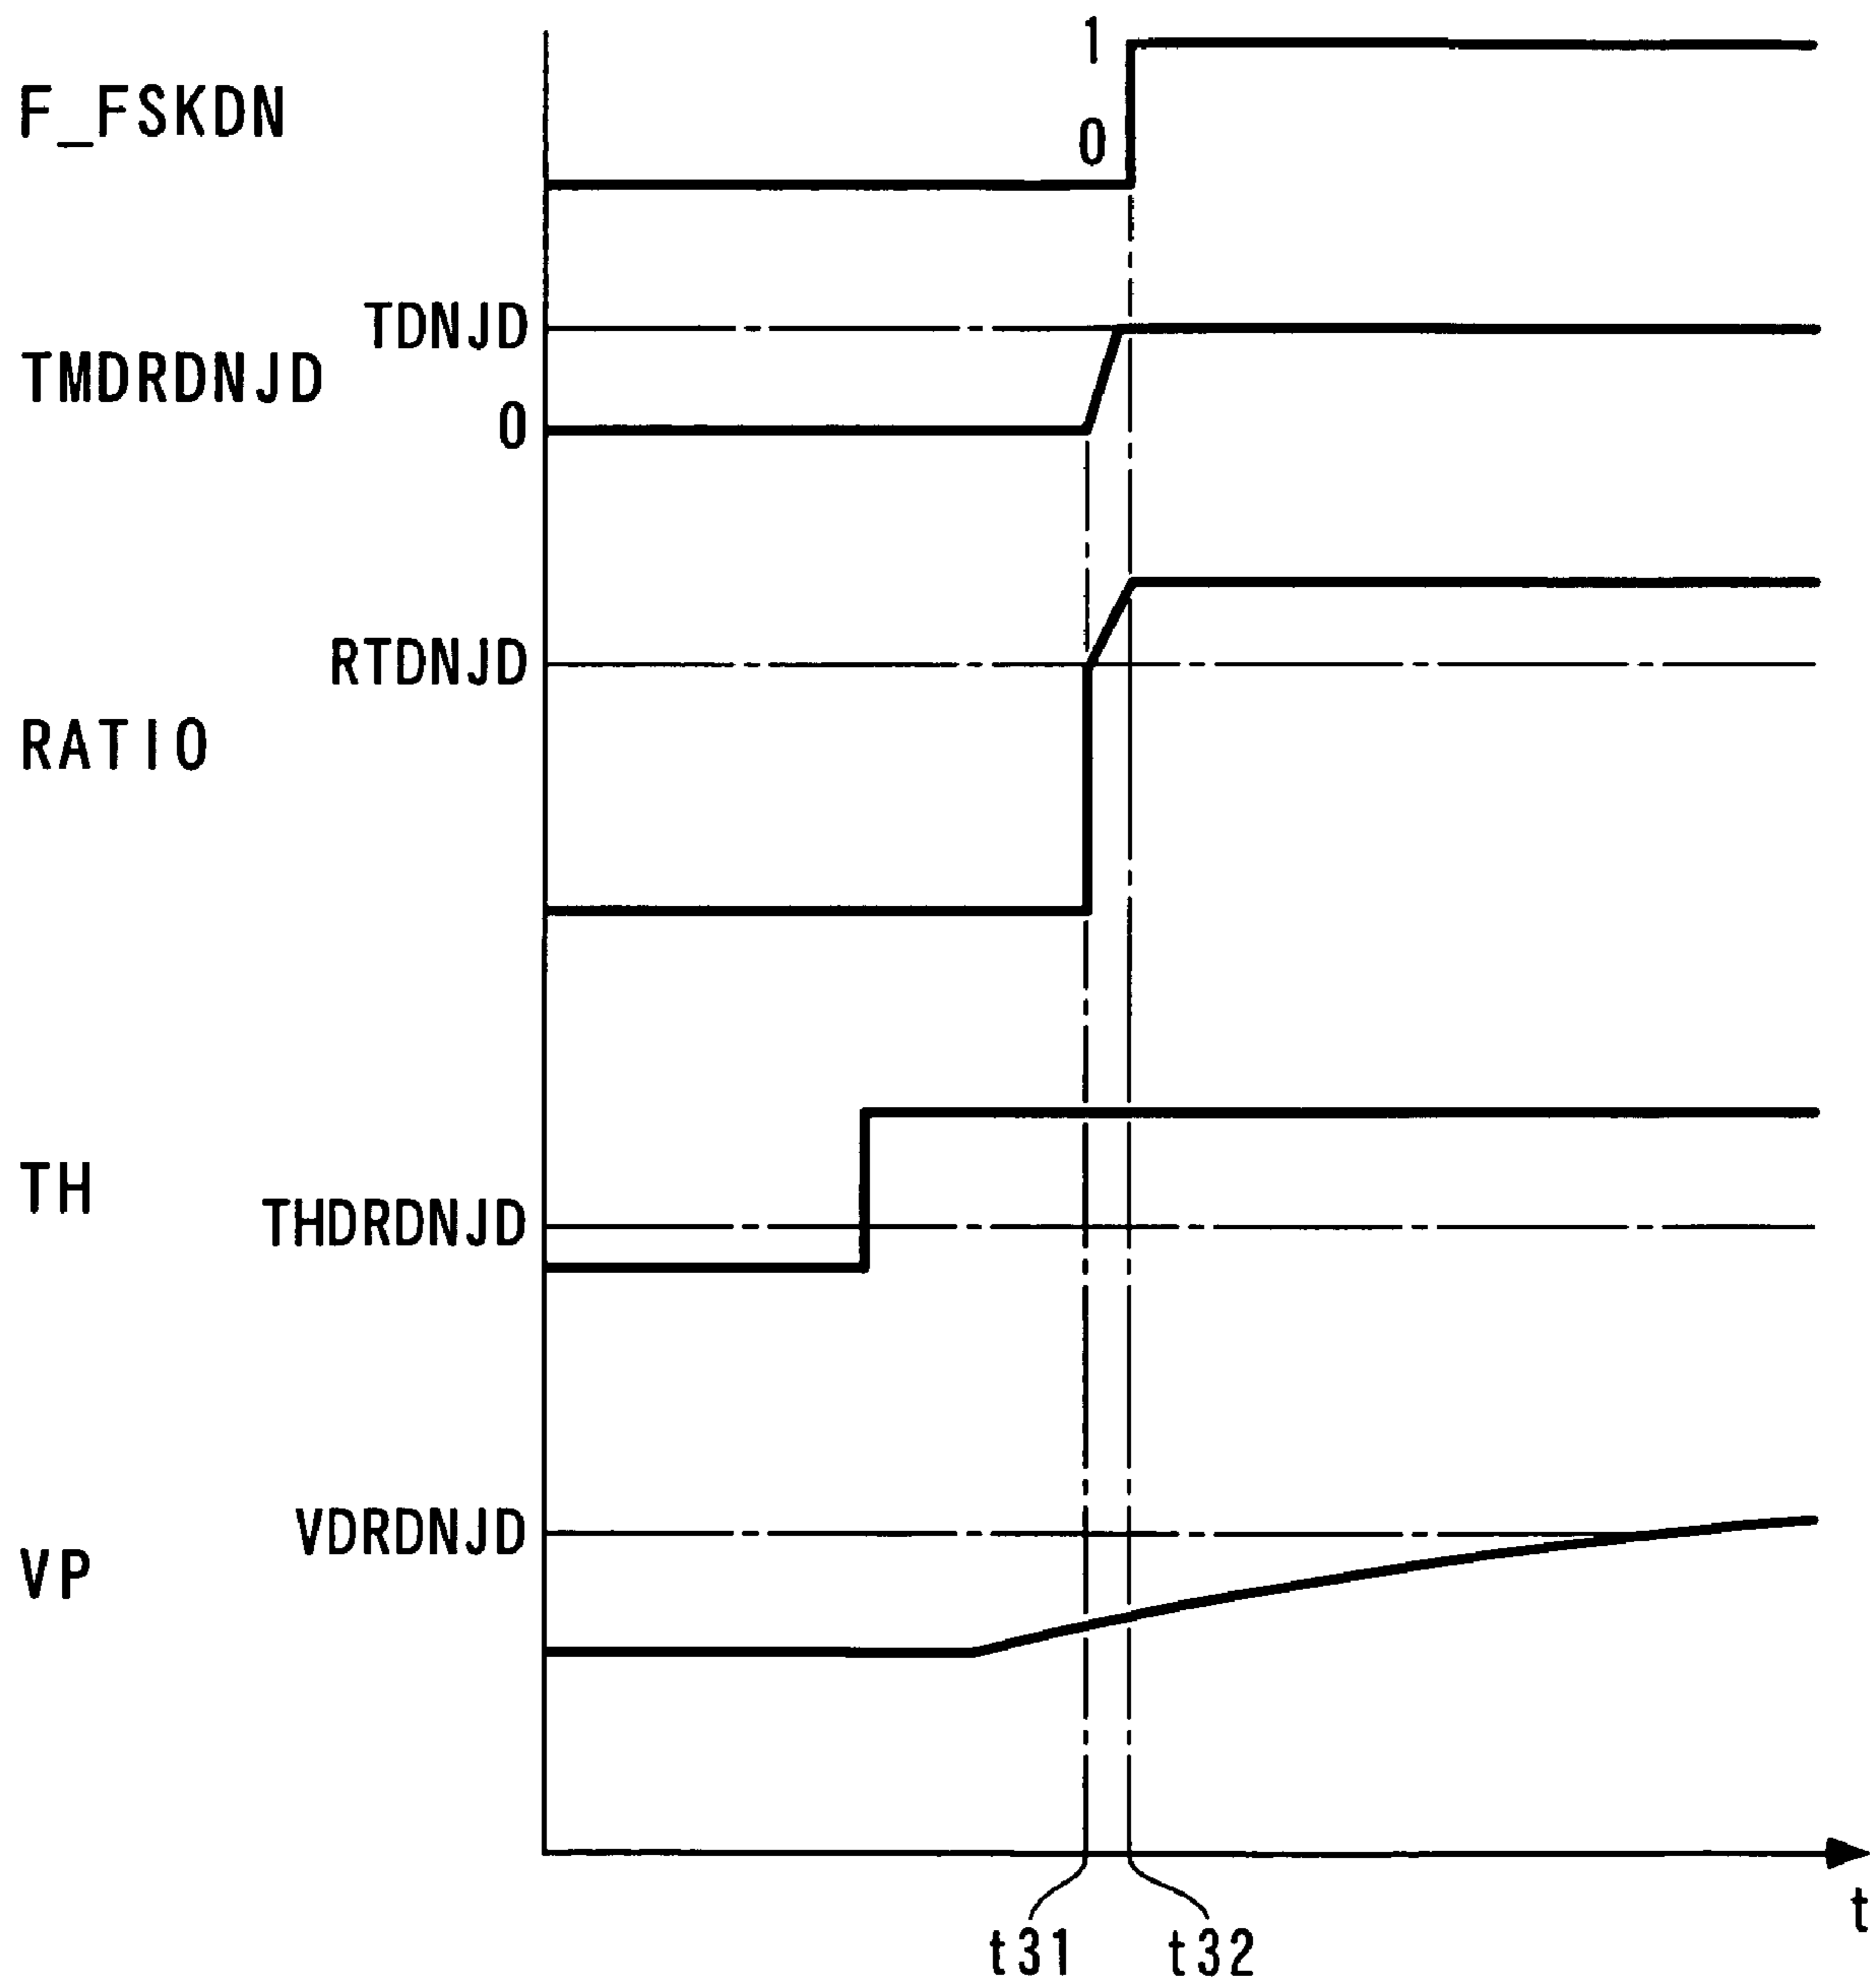 1
F_FSKDN
0
TDNJD
TMDRDNJD
0
RTDNJD
RATIO
TH
THDRDNJD
VDRDNJD
VP
t
t31 t32